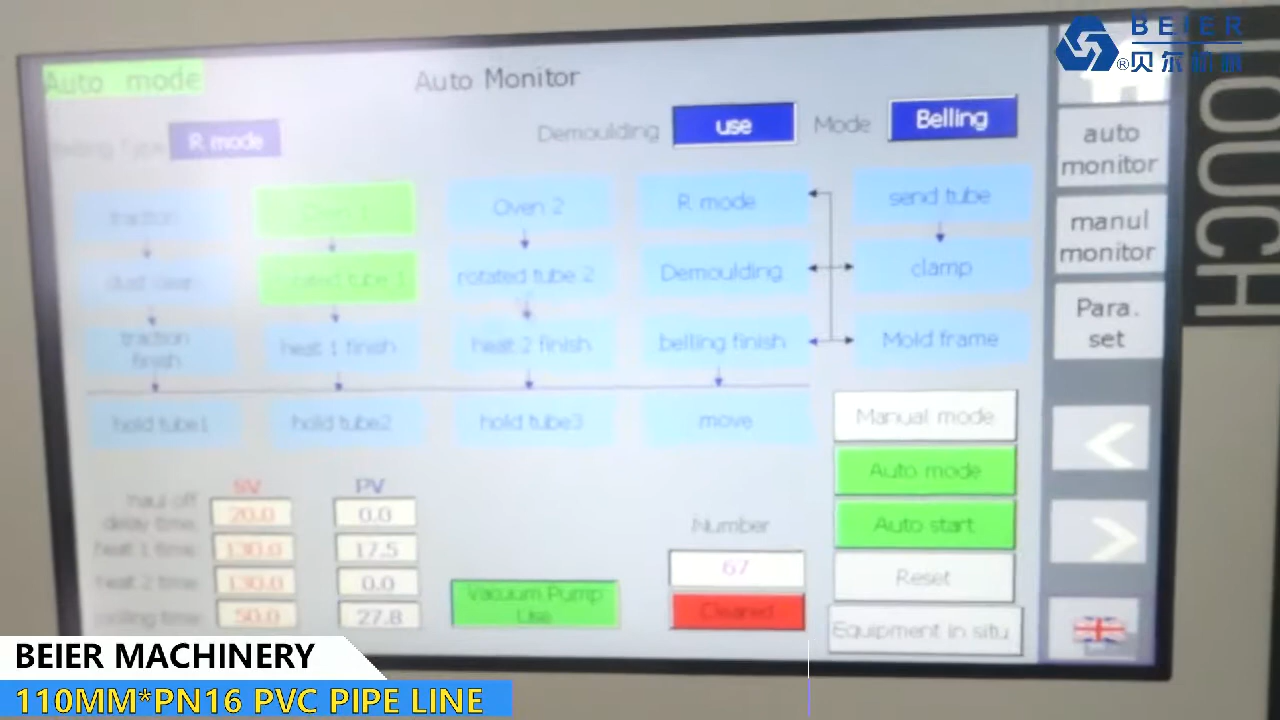 BEIER
贝尔机械
®
Auto mode
Auto Monitor
R mode
Demoulding
use
Mode
Belling
auto
monitor
manul
monitor
Para.
set
TOUCH
traction
Oven 1
Oven 2
R mode
send tube
dust clear
rotated tube 1
rotated tube 2
Demoulding
clamp
traction
finish
heat 1 finish
heat 2 finish
belling finish
Mold frame
hold tube1
hold tube2
hold tube3
move
Manual mode
Auto mode
Auto start
Reset
Equipment in situ
SV
PV
haul off
delay time
20.0
0.0
heat 1 time
130.0
17.5
heat 2 time
130.0
0.0
50.0
27.8
Vacuum Pump
Use
Number
67
Cleared
BEIER MACHINERY
110MM*PN16 PVC PIPE LINE